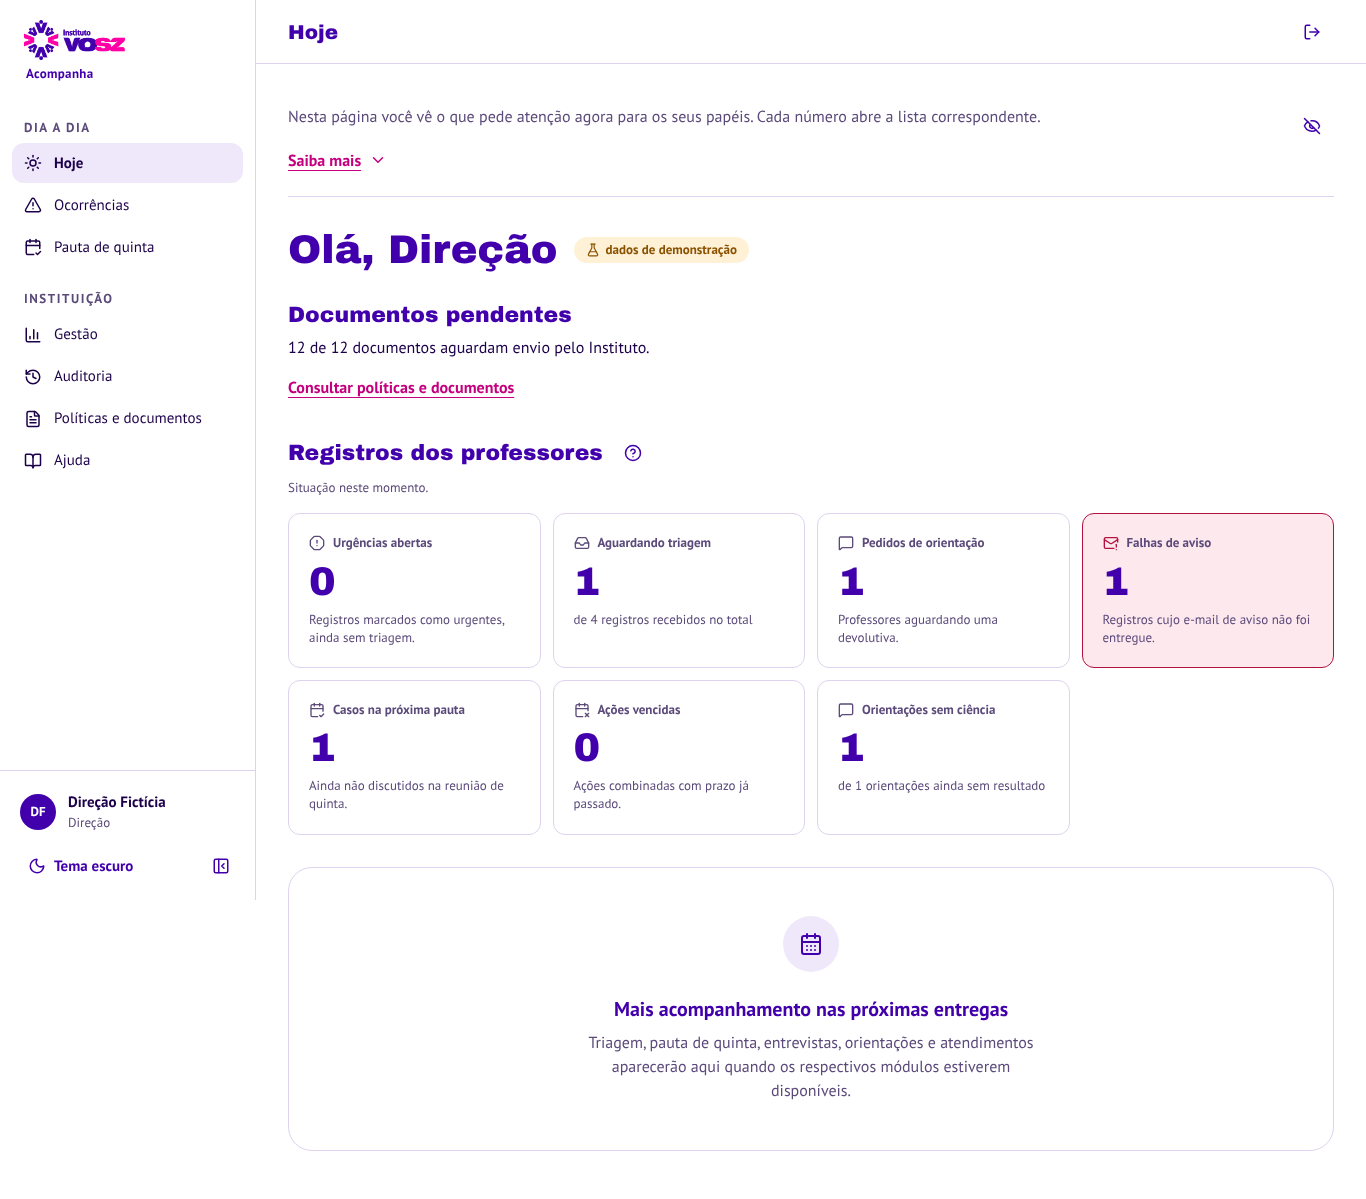 Instituto
VOSZ
Acompanha
DIA A DIA
Hoje
Ocorrências
Pauta de quinta
INSTITUIÇÃO
Gestão
Auditoria
Políticas e documentos
Ajuda
DF
Direção Fictícia
Direção
Tema escuro
Hoje
Nesta página você vê o que pede atenção agora para os seus papéis. Cada número abre a lista correspondente.
Saiba mais
Olá, Direção
dados de demonstração
Documentos pendentes
12 de 12 documentos aguardam envio pelo Instituto.
Consultar políticas e documentos
Registros dos professores
Situação neste momento.
Urgências abertas
0
Registros marcados como urgentes,
ainda sem triagem.
Aguardando triagem
1
de 4 registros recebidos no total
Pedidos de orientação
1
Professores aguardando uma
devolutiva.
Falhas de aviso
1
Registros cujo e-mail de aviso não foi
entregue.
Casos na próxima pauta
1
Ainda não discutidos na reunião de
quinta.
Ações vencidas
0
Ações combinadas com prazo já
passado.
Orientações sem ciência
1
de 1 orientações ainda sem resultado
Mais acompanhamento nas próximas entregas
Triagem, pauta de quinta, entrevistas, orientações e atendimentos
aparecerão aqui quando os respectivos módulos estiverem
disponíveis.